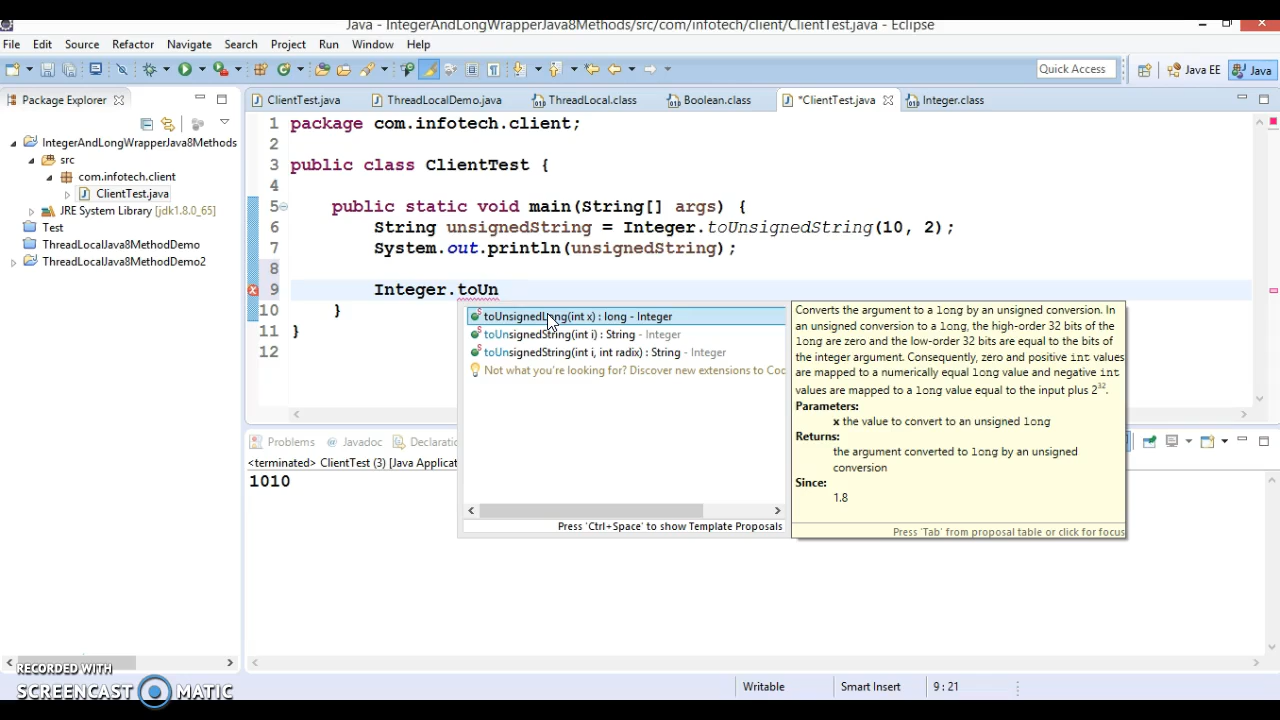 Java - IntegerAndLongWrapperJava8Methods/src/com/infotech/client/ClientTest.java - Eclipse
File Edit Source Refactor Navigate Search Project Run Window Help
Quick Access Java EE Java
Package Explorer
ClientTest.java ThreadLocalDemo.java ThreadLocal.class Boolean.class *ClientTest.java Integer.class
IntegerAndLongWrapperJava8Methods
src
com.infotech.client
ClientTest.java
JRE System Library [jdk1.8.0_65]
Test
ThreadLocalJava8MethodDemo
ThreadLocalJava8MethodDemo2
1 package com.infotech.client;
2
3 public class ClientTest {
4
5 public static void main(String[] args) {
6 String unsignedString = Integer.toUnsignedString(10, 2);
7 System.out.println(unsignedString);
8
9 Integer.toUn
10 }
11 }
12
toUnsignedLong(int x) : long - Integer
toUnsignedString(int i) : String - Integer
toUnsignedString(int i, int radix) : String - Integer
Not what you're looking for? Discover new extensions to Coc
Press 'Ctrl+Space' to show Template Proposals
Converts the argument to a long by an unsigned conversion. In
an unsigned conversion to a long, the high-order 32 bits of the
long are zero and the low-order 32 bits are equal to the bits of
the integer argument. Consequently, zero and positive int values
are mapped to a numerically equal long value and negative int
values are mapped to a long value equal to the input plus 2³².
Parameters:
x the value to convert to an unsigned long
Returns:
the argument converted to long by an unsigned
conversion
Since:
1.8
Press 'Tab' from proposal table or click for focus
Problems Javadoc Declaratic
<terminated> ClientTest (3) [Java Applicat
1010
Writable Smart Insert 9 : 21
RECORDED WITH
SCREENCAST MATIC